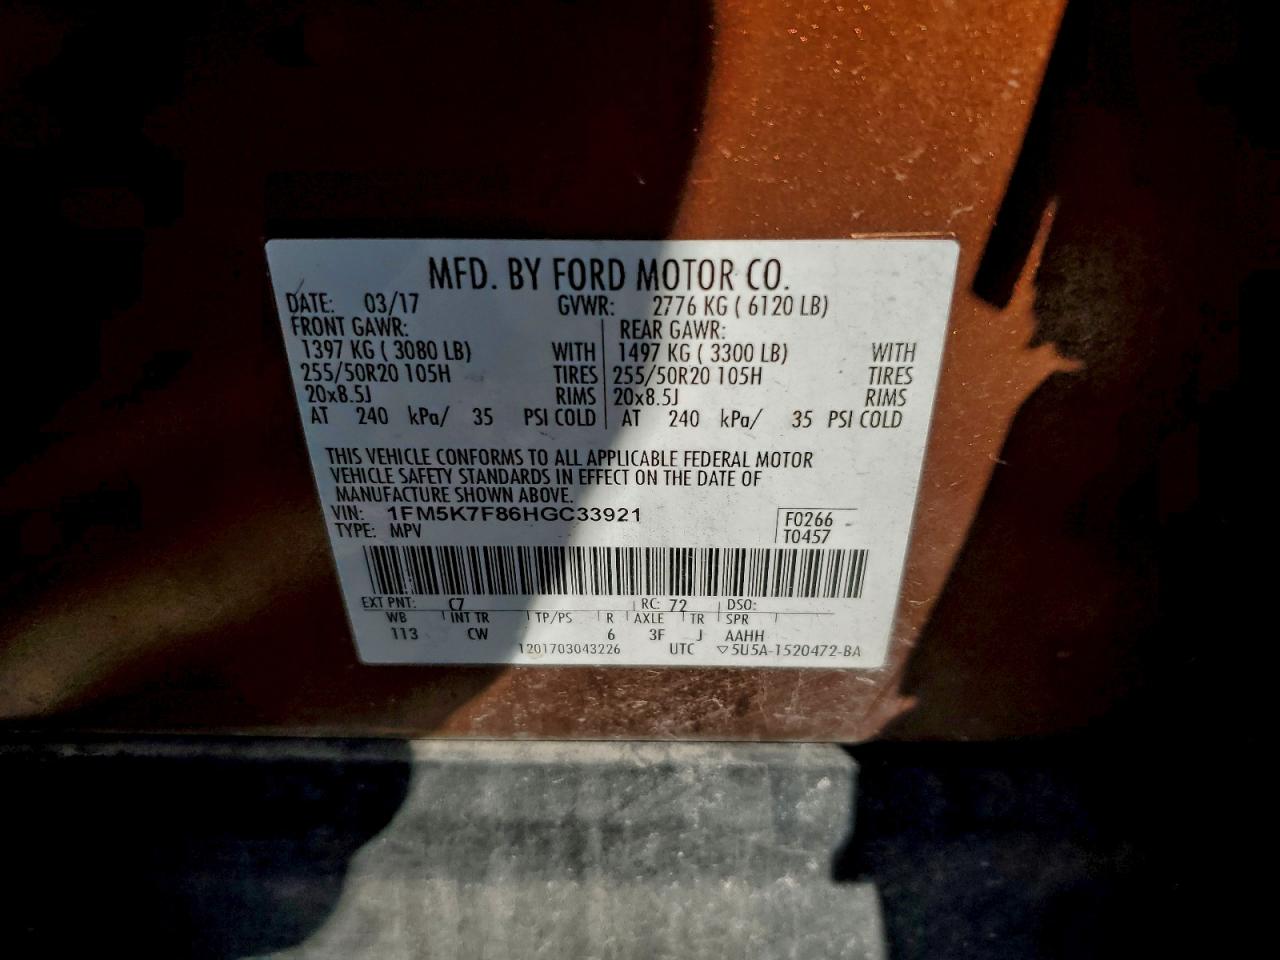 MFD. BY FORD MOTOR CO.
DATE: 03/17 GVWR: 2776 KG ( 6120 LB)
FRONT GAWR: REAR GAWR:
1397 KG ( 3080 LB) WITH 1497 KG ( 3300 LB) WITH
255/50R20 105H TIRES 255/50R20 105H TIRES
20x8.5J RIMS 20x8.5J RIMS
AT 240 kPa/ 35 PSI COLD AT 240 kPa/ 35 PSI COLD
THIS VEHICLE CONFORMS TO ALL APPLICABLE FEDERAL MOTOR
VEHICLE SAFETY STANDARDS IN EFFECT ON THE DATE OF
MANUFACTURE SHOWN ABOVE.
VIN: 1FM5K7F86HGC33921 F0266
TYPE: MPV T0457
EXT PNT: C7 RC: 72 DSO:
WB INT TR TP/PS R AXLE TR SPR
113 CW 6 3F J AAHH
1201703043226 UTC ▽5U5A-1520472-BA